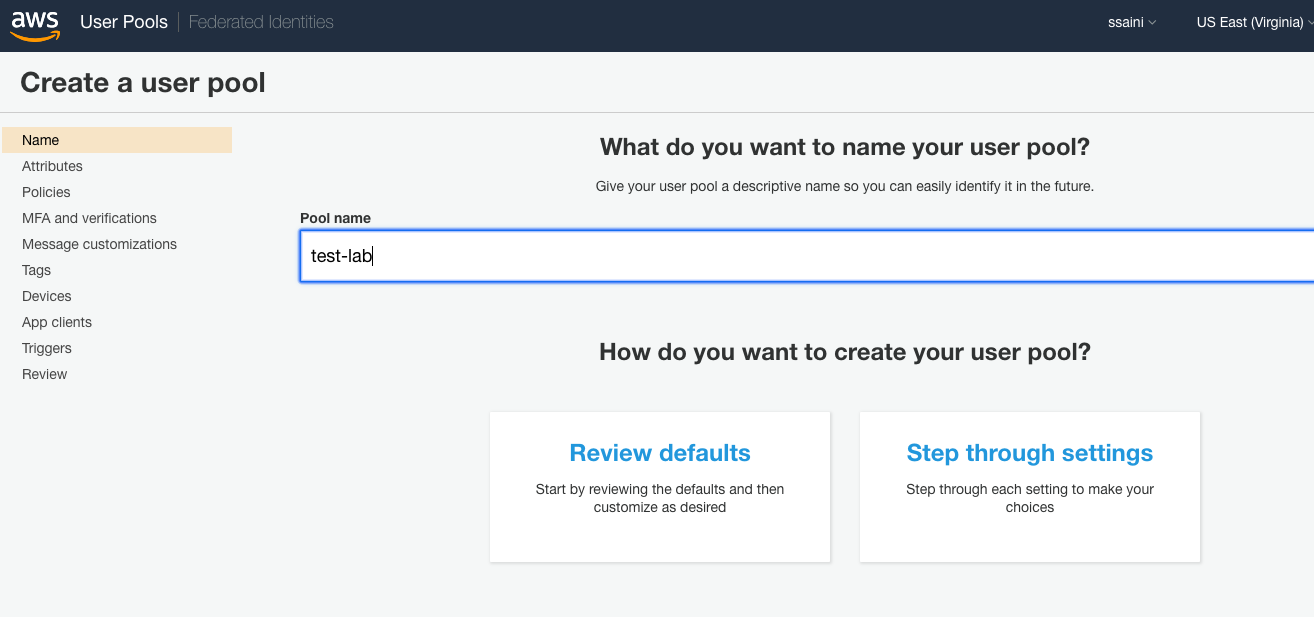 aws User Pools Federated Identities ssaini US East (Virginia)
Create a user pool
Name
Attributes
Policies
MFA and verifications
Message customizations
Tags
Devices
App clients
Triggers
Review
What do you want to name your user pool?
Give your user pool a descriptive name so you can easily identify it in the future.
Pool name
test-lab
How do you want to create your user pool?
Review defaults
Start by reviewing the defaults and then
customize as desired
Step through settings
Step through each setting to make your
choices